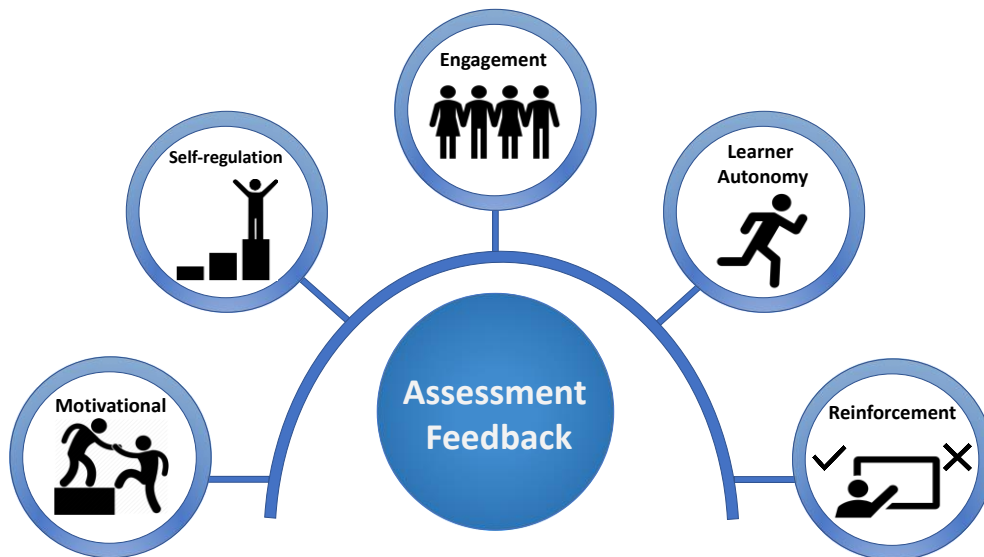 Engagement
Self-regulation
Learner
Autonomy
Motivational
Assessment
Feedback
Reinforcement